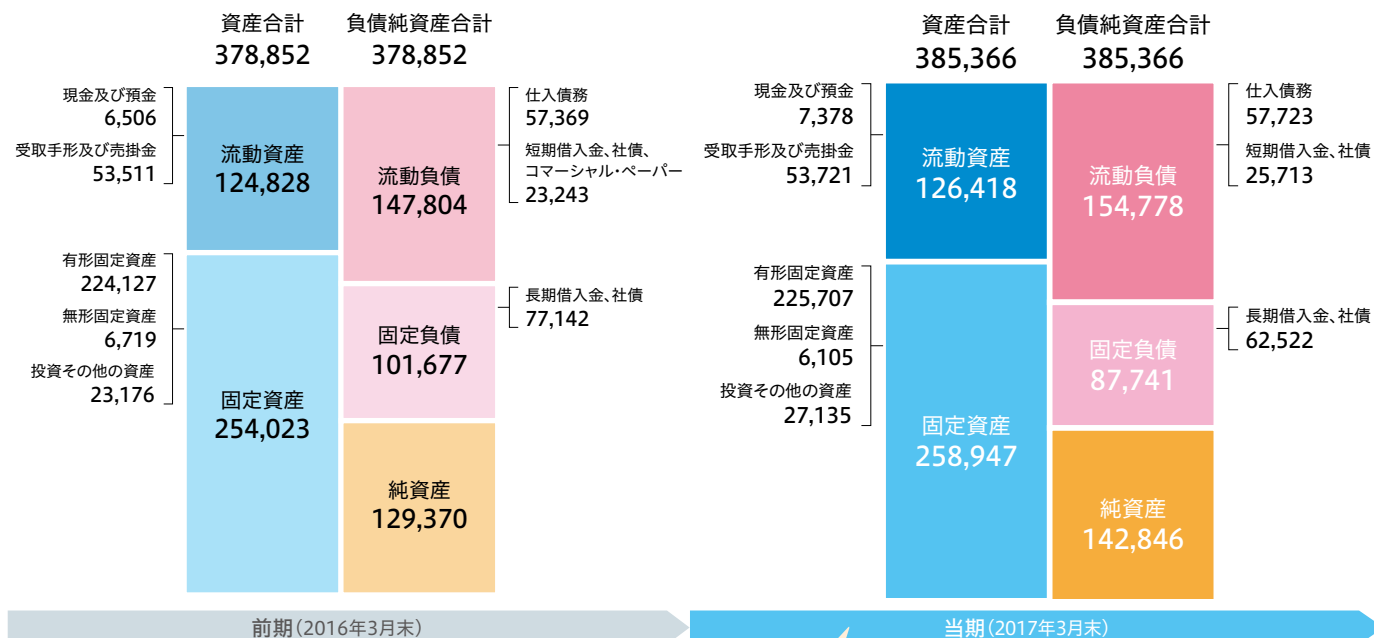 資産合計
378,852
負債純資産合計
378,852
現金及び預金
6,506
受取手形及び売掛金
53,511
流動資産
124,828
有形固定資産
224,127
無形固定資産
6,719
投資その他の資産
23,176
固定資産
254,023
流動負債
147,804
仕入債務
57,369
短期借入金、社債、
コマーシャル・ペーパー
23,243
固定負債
101,677
長期借入金、社債
77,142
純資産
129,370
前期(2016年3月末)
資産合計
385,366
負債純資産合計
385,366
現金及び預金
7,378
受取手形及び売掛金
53,721
流動資産
126,418
有形固定資産
225,707
無形固定資産
6,105
投資その他の資産
27,135
固定資産
258,947
流動負債
154,778
仕入債務
57,723
短期借入金、社債
25,713
固定負債
87,741
長期借入金、社債
62,522
純資産
142,846
当期(2017年3月末)